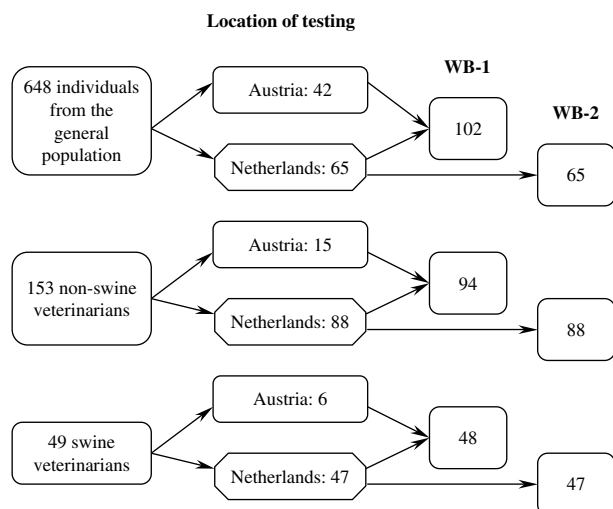 Location of testing
WB-1
WB-2
648 individuals
from the
general
population
Austria: 42
Netherlands: 65
102
65
153 non-swine
veterinarians
Austria: 15
Netherlands: 88
94
88
49 swine
veterinarians
Austria: 6
Netherlands: 47
48
47